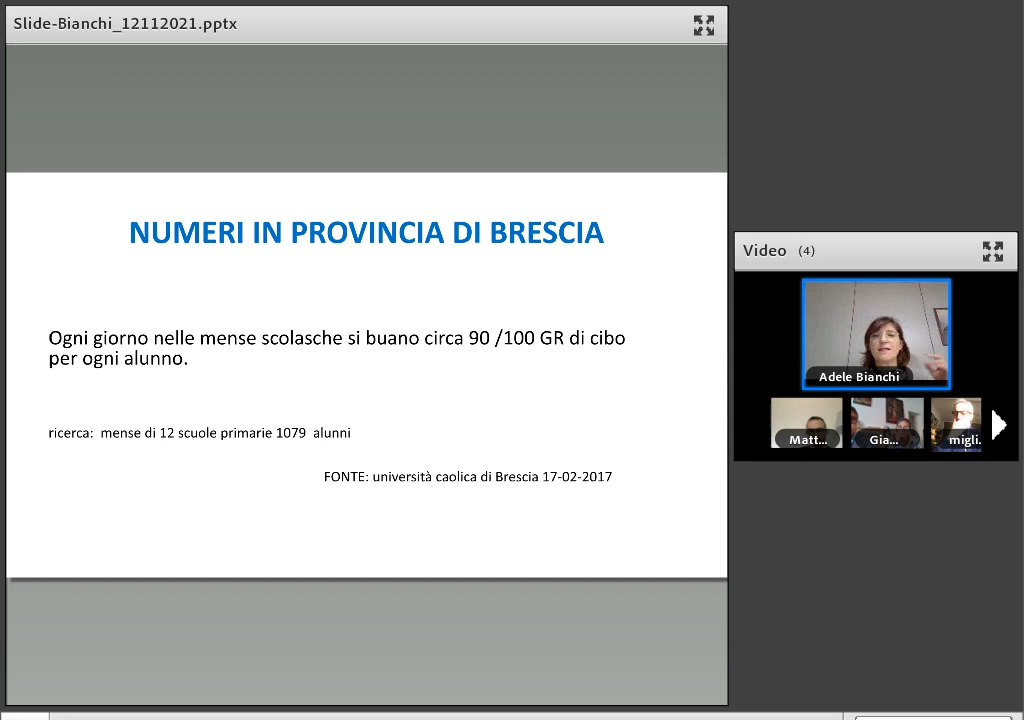 Slide-Bianchi_12112021.pptx
NUMERI IN PROVINCIA DI BRESCIA
Ogni giorno nelle mense scolasche si buano circa 90 /100 GR di cibo
per ogni alunno.
ricerca: mense di 12 scuole primarie 1079 alunni
FONTE: università caolica di Brescia 17-02-2017
Video (4)
Adele Bianchi
Matt...
Gia...
migli.